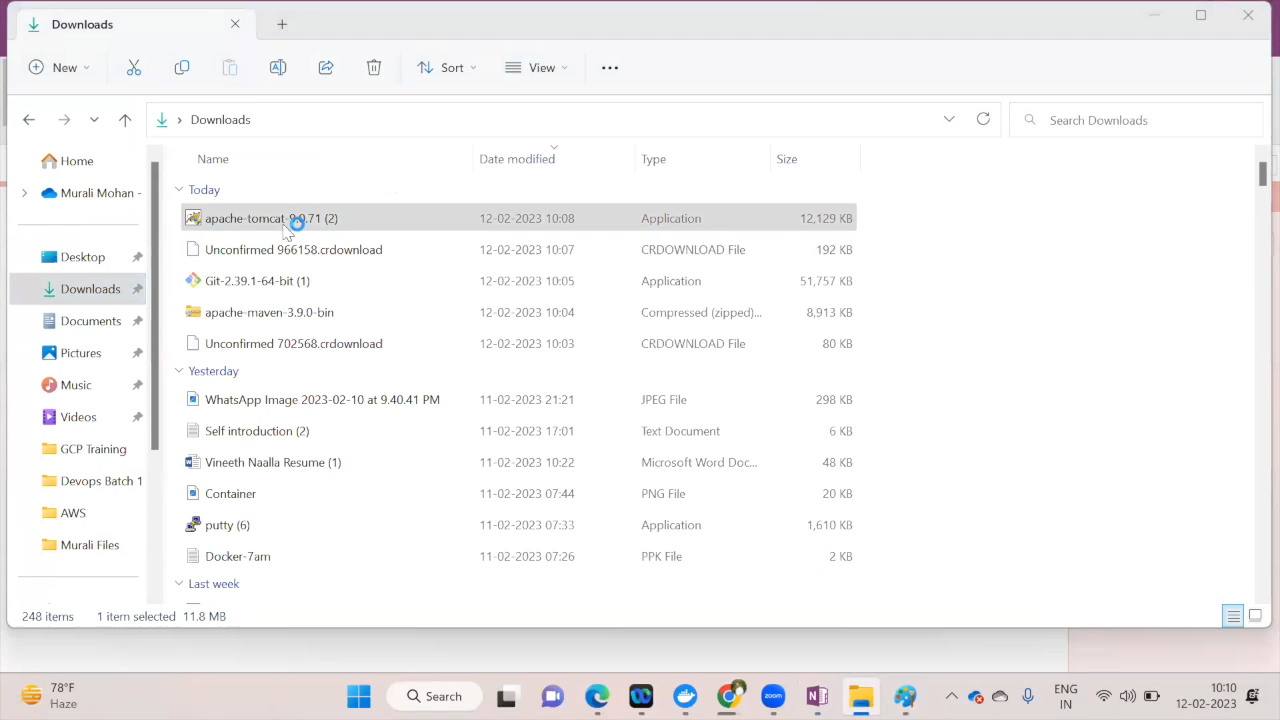 Downloads
New
Sort
View
Downloads
Search Downloads
Home
Murali Mohan -
Desktop
Downloads
Documents
Pictures
Music
Videos
GCP Training
Devops Batch 1
AWS
Murali Files
Name Date modified Type Size
Today
apache-tomcat-9.0.71 (2) 12-02-2023 10:08 Application 12,129 KB
Unconfirmed 966158.crdownload 12-02-2023 10:07 CRDOWNLOAD File 192 KB
Git-2.39.1-64-bit (1) 12-02-2023 10:05 Application 51,757 KB
apache-maven-3.9.0-bin 12-02-2023 10:04 Compressed (zipped)... 8,913 KB
Unconfirmed 702568.crdownload 12-02-2023 10:03 CRDOWNLOAD File 80 KB
Yesterday
WhatsApp Image 2023-02-10 at 9.40.41 PM 11-02-2023 21:21 JPEG File 298 KB
Self introduction (2) 11-02-2023 17:01 Text Document 6 KB
Vineeth Naalla Resume (1) 11-02-2023 10:22 Microsoft Word Doc... 48 KB
Container 11-02-2023 07:44 PNG File 20 KB
putty (6) 11-02-2023 07:33 Application 1,610 KB
Docker-7am 11-02-2023 07:26 PPK File 2 KB
Last week
248 items 1 item selected 11.8 MB
78°F
Haze
Search
zoom
ENG
IN
10:10
12-02-2023